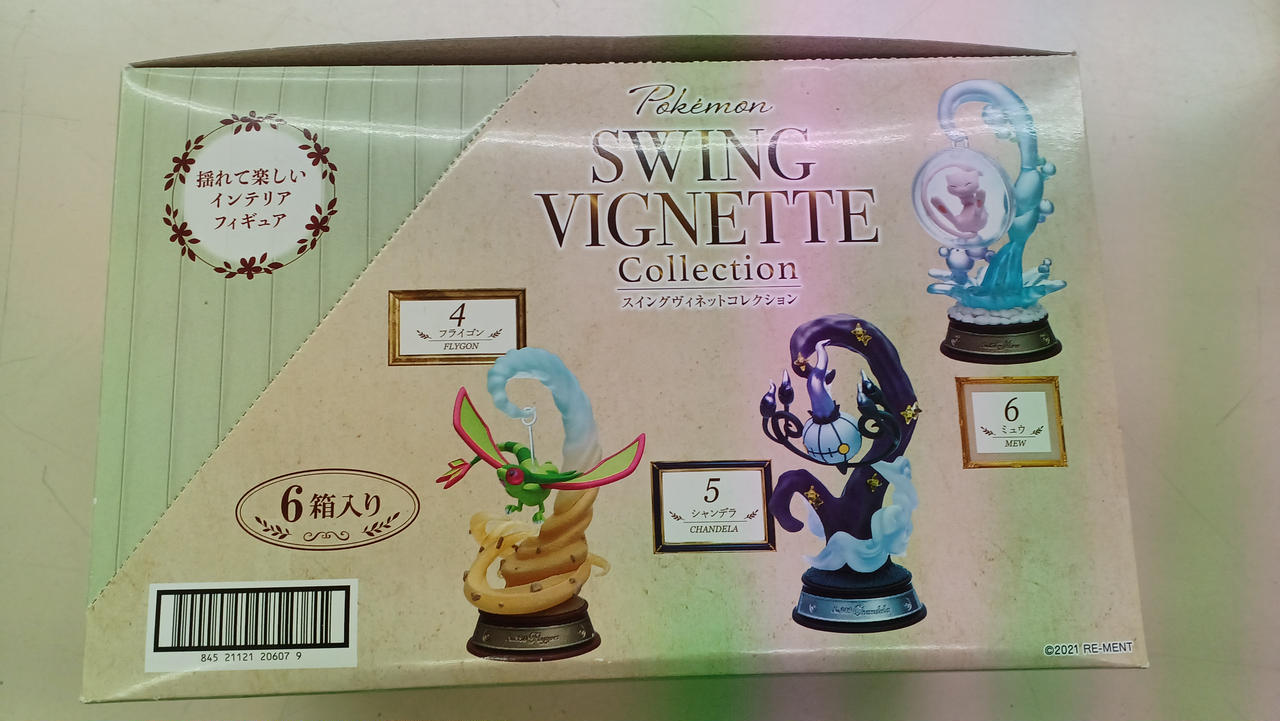 揺れて楽しい
インテリア
フィギュア
Pokémon
SWING
VIGNETTE
Collection
スイングヴィネットコレクション
4
フライゴン
FLYGON
5
シャンデラ
CHANDELA
6
ミュウ
MEW
6箱入り
845 21121 20607 9
Chandela
©2021 RE-MENT